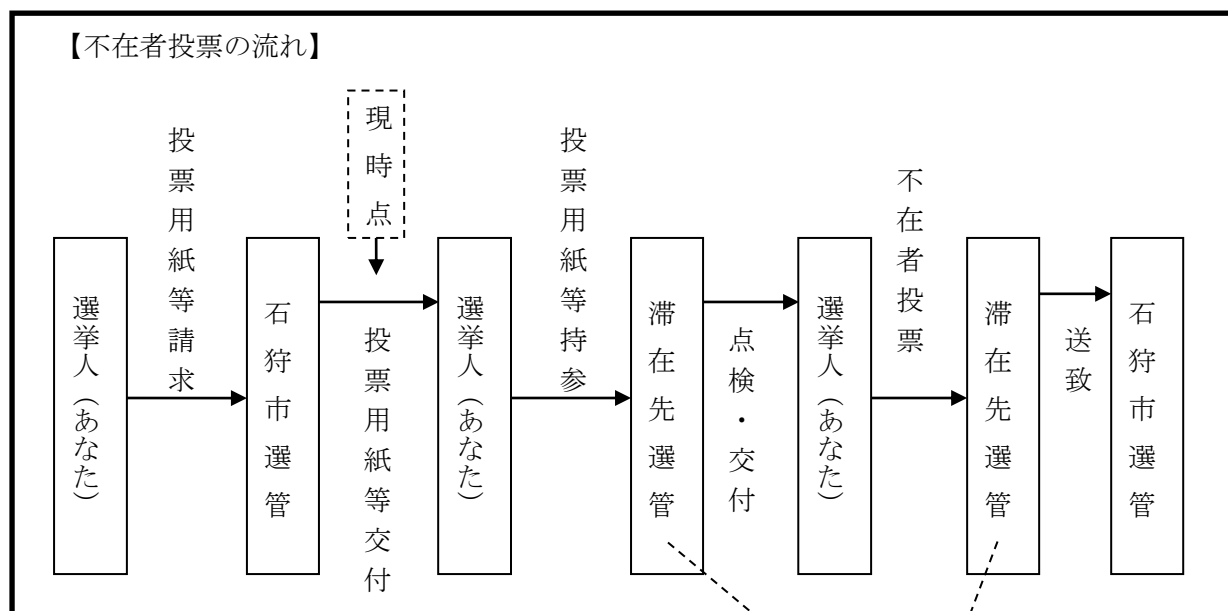 【不在者投票の流れ】
選挙人（あなた）
投票用紙等請求
石狩市選管
現時点
投票用紙等交付
選挙人（あなた）
投票用紙等持参
滞在先選管
点検・交付
選挙人（あなた）
不在者投票
滞在先選管
送致
石狩市選管